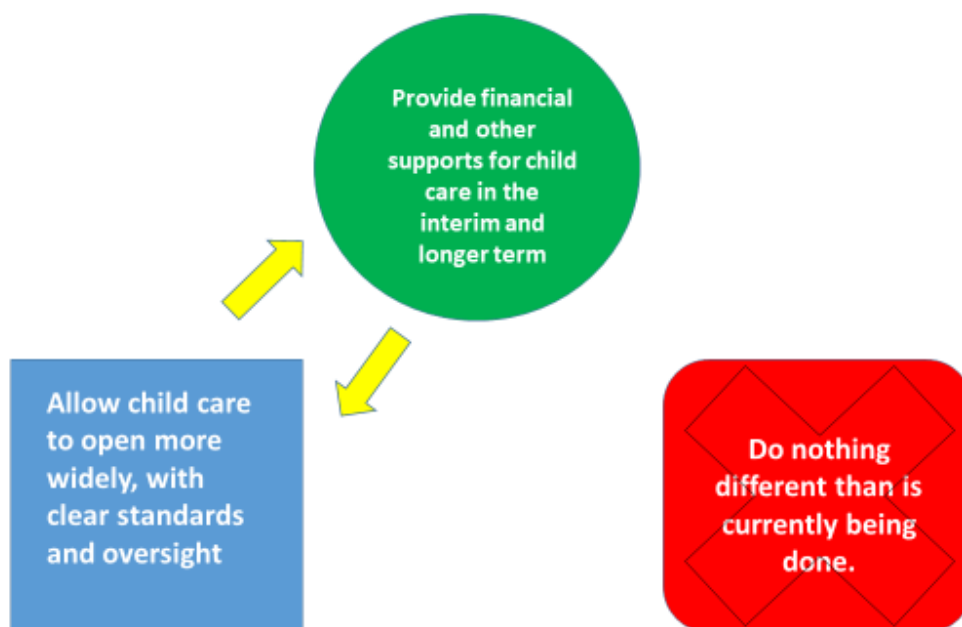 Provide financial
and other
supports for child
care in the
interim and
longer term
Allow child care
to open more
widely, with
clear standards
and oversight
Do nothing
different than is
currently being
done.